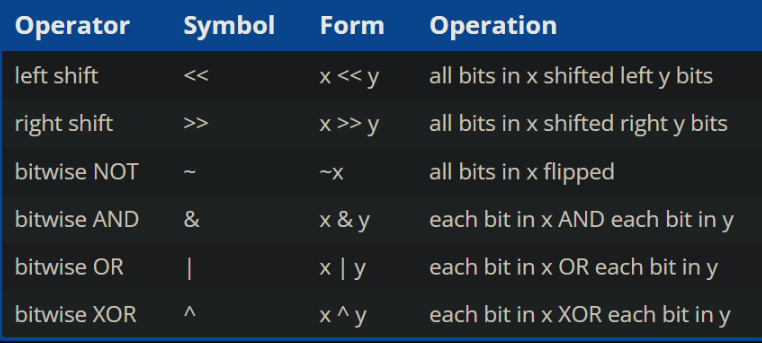 Operator Symbol Form Operation
left shift << x << y all bits in x shifted left y bits
right shift >> x >> y all bits in x shifted right y bits
bitwise NOT ~ ~x all bits in x flipped
bitwise AND & x & y each bit in x AND each bit in y
bitwise OR | x | y each bit in x OR each bit in y
bitwise XOR ^ x ^ y each bit in x XOR each bit in y